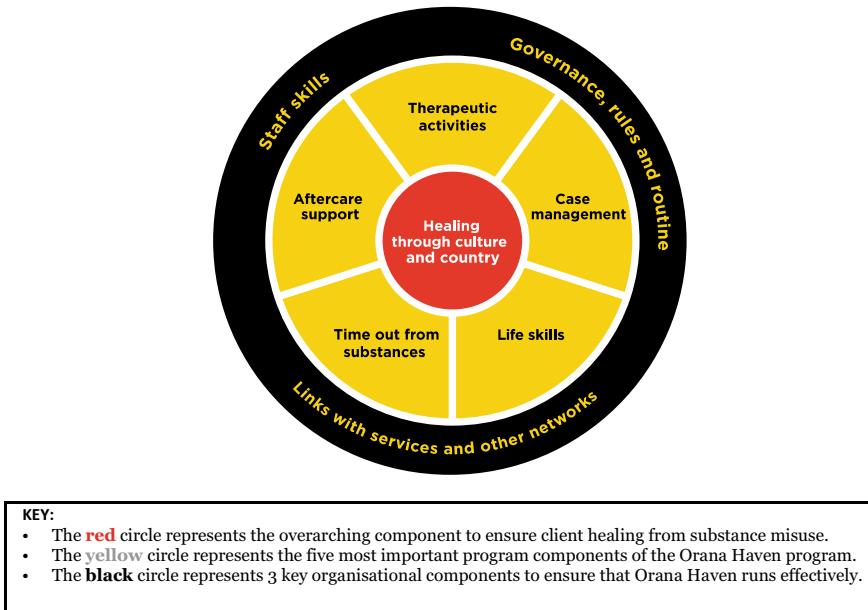 Staff skills
Governance, rules and routine
Therapeutic
activities
Aftercare
support
Case
management
Healing
through culture
and country
Time out from
substances
Life skills
Links with services and other networks
KEY:
• The red circle represents the overarching component to ensure client healing from substance misuse.
• The yellow circle represents the five most important program components of the Orana Haven program.
• The black circle represents 3 key organisational components to ensure that Orana Haven runs effectively.